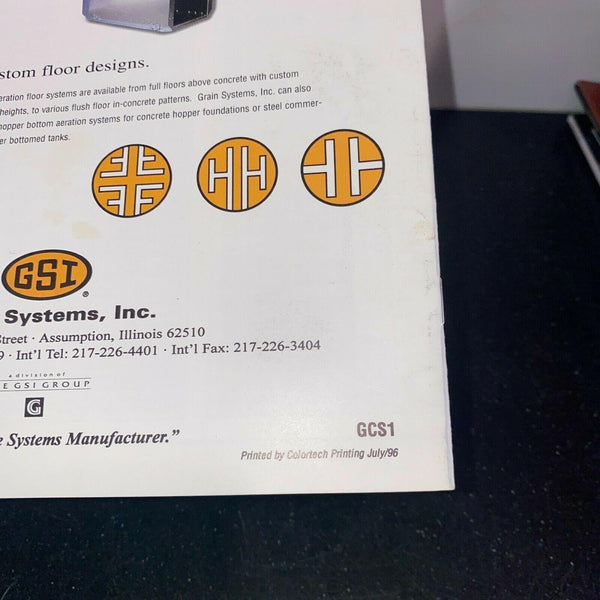 stom floor designs.
eration floor systems are available from full floors above concrete with custom
heights, to various flush floor in-concrete patterns. Grain Systems, Inc. can also
hopper bottom aeration systems for concrete hopper foundations or steel commer-
er bottomed tanks.
GSI®
Systems, Inc.
Street · Assumption, Illinois 62510
9 · Int'l Tel: 217-226-4401 · Int'l Fax: 217-226-3404
a division of
E GSI GROUP
G
e Systems Manufacturer.”
GCS1
Printed by Colortech Printing July/96